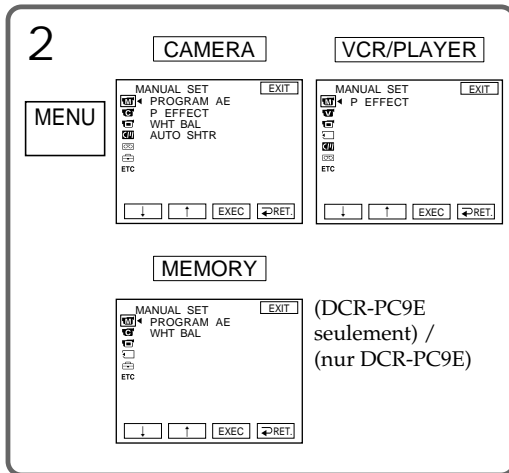 2
CAMERA
VCR/PLAYER
MENU
MANUAL SET
EXIT
PROGRAM AE
P EFFECT
WHT BAL
AUTO SHTR
ETC
↓ ↑ EXEC RET.
MANUAL SET
EXIT
P EFFECT
ETC
↓ ↑ EXEC RET.
MEMORY
MANUAL SET
EXIT
PROGRAM AE
WHT BAL
ETC
↓ ↑ EXEC RET.
(DCR-PC9E
seulement) /
(nur DCR-PC9E)